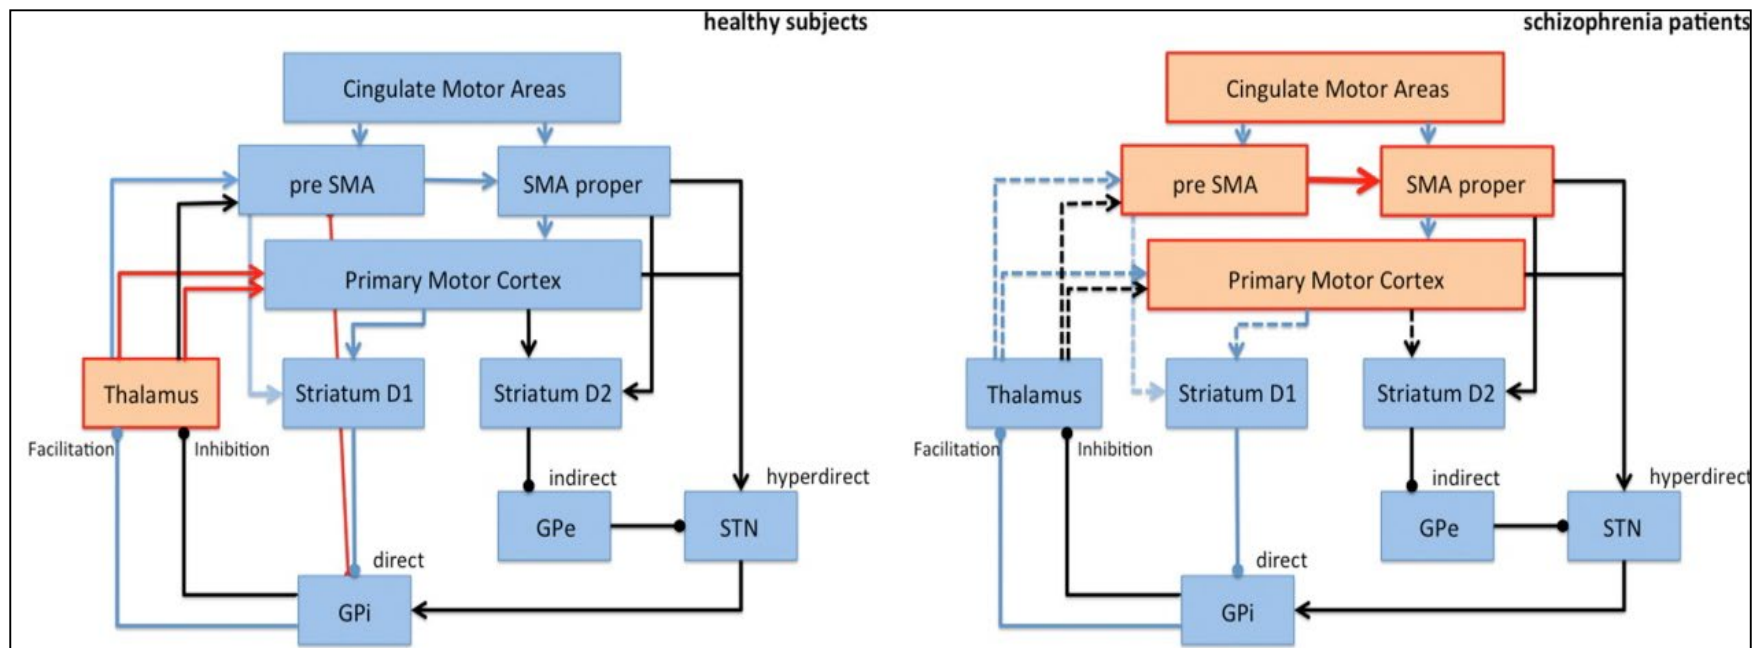 healthy subjects
Cingulate Motor Areas
pre SMA
SMA proper
Primary Motor Cortex
Thalamus
Striatum D1
Striatum D2
Facilitation
Inhibition
indirect
hyperdirect
GPe
STN
direct
GPi
schizophrenia patients
Cingulate Motor Areas
pre SMA
SMA proper
Primary Motor Cortex
Thalamus
Striatum D1
Striatum D2
Facilitation
Inhibition
indirect
hyperdirect
GPe
STN
direct
GPi